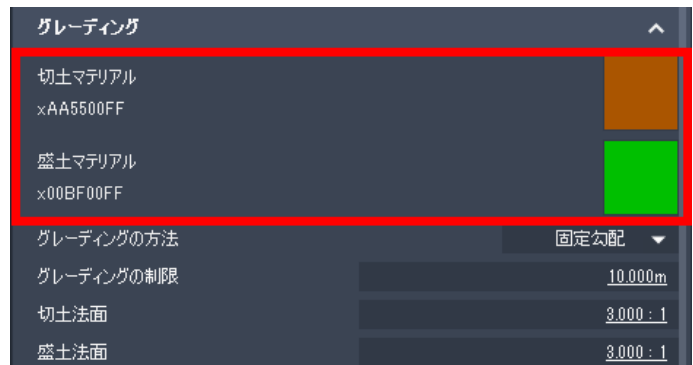 グレーディング
切土マテリアル
xAA5500FF
盛土マテリアル
x00BF00FF
グレーディングの方法 固定勾配
グレーディングの制限 10.000m
切土法面 3.000 : 1
盛土法面 3.000 : 1